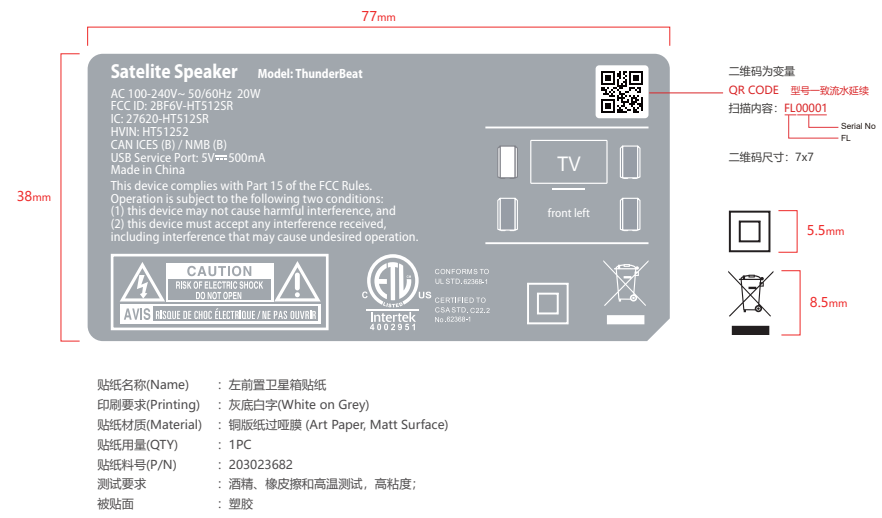 77mm
38mm
Satelite Speaker Model: ThunderBeat
AC 100-240V~ 50/60Hz 20W
FCC ID: 2BF6V-HT512SR
IC: 27620-HT512SR
HVIN: HT51252
CAN ICES (B) / NMB (B)
USB Service Port: 5V⎓500mA
Made in China
This device complies with Part 15 of the FCC Rules.
Operation is subject to the following two conditions:
(1) this device may not cause harmful interference, and
(2) this device must accept any interference received,
including interference that may cause undesired operation.
TV
front left
CAUTION
RISK OF ELECTRIC SHOCK
DO NOT OPEN
AVIS RISQUE DE CHOC ÉLECTRIQUE / NE PAS OUVRIR
ETL
LISTED
C US
Intertek
4002951
CONFORMS TO
UL STD. 62368-1
CERTIFIED TO
CSA STD. C22.2
No. 62368-1
二维码为变量
QR CODE 型号一致流水延续
扫描内容：FL00001
Serial No
FL
二维码尺寸：7x7
5.5mm
8.5mm
贴纸名称(Name) ：左前置卫星箱贴纸
印刷要求(Printing) ：灰底白字(White on Grey)
贴纸材质(Material) ：铜版纸过哑膜 (Art Paper, Matt Surface)
贴纸用量(QTY) ：1PC
贴纸料号(P/N) ：203023682
测试要求 ：酒精、橡皮擦和高温测试，高粘度；
被贴面 ：塑胶